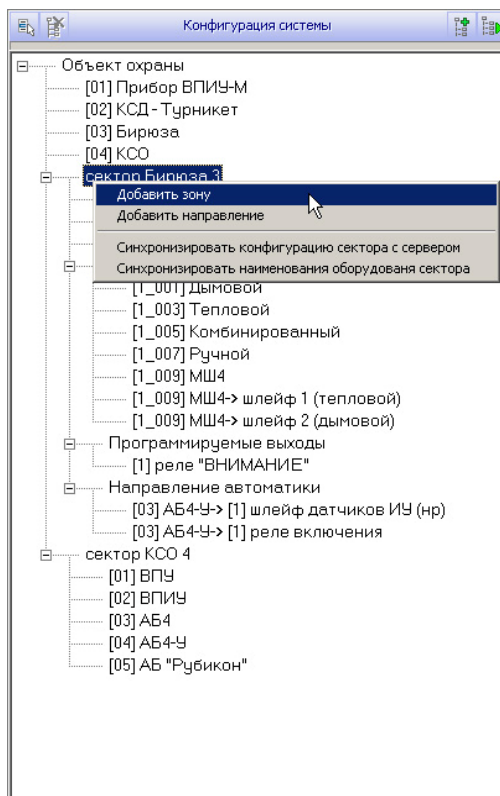 Конфигурация системы
Объект охраны
[01] Прибор ВПИУ-М
[02] КСД - Турникет
[03] Бирюза
[04] КСО
сектор Бирюза 3
Добавить зону
Добавить направление
Синхронизировать конфигурацию сектора с сервером
Синхронизировать наименования оборудованя сектора
[1_001] Дымовой
[1_003] Тепловой
[1_005] Комбинированный
[1_007] Ручной
[1_009] МШ4
[1_009] МШ4-> шлейф 1 (тепловой)
[1_009] МШ4-> шлейф 2 (дымовой)
Программируемые выходы
[1] реле "ВНИМАНИЕ"
Направление автоматики
[03] АБ4-У-> [1] шлейф датчиков ИУ (нр)
[03] АБ4-У-> [1] реле включения
сектор КСО 4
[01] ВПУ
[02] ВПИУ
[03] АБ4
[04] АБ4-У
[05] АБ "Рубикон"